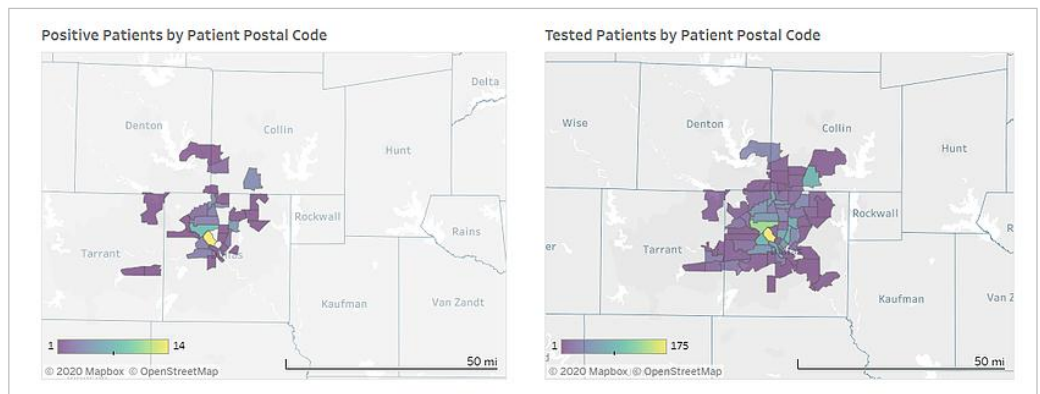 Positive Patients by Patient Postal Code
Delta
Denton
Collin
Hunt
Rockwall
Rains
Tarrant
Kaufman
Van Zandt
1
14
50 mi
© 2020 Mapbox © OpenStreetMap
Tested Patients by Patient Postal Code
Wise
Denton
Collin
Hunt
Rockwall
R
er
Tarrant
Kaufman
Van Z
1
175
50 mi
© 2020 Mapbox © OpenStreetMap